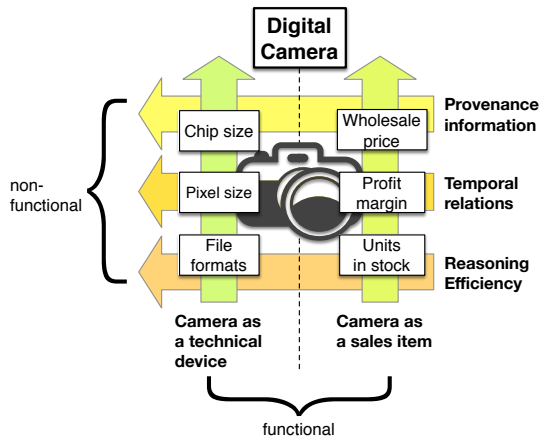 Digital
Camera
Chip size
Wholesale
price
Provenance
information
non-
functional
Pixel size
Profit
margin
Temporal
relations
File
formats
Units
in stock
Reasoning
Efficiency
Camera as
a technical
device
Camera as
a sales item
functional